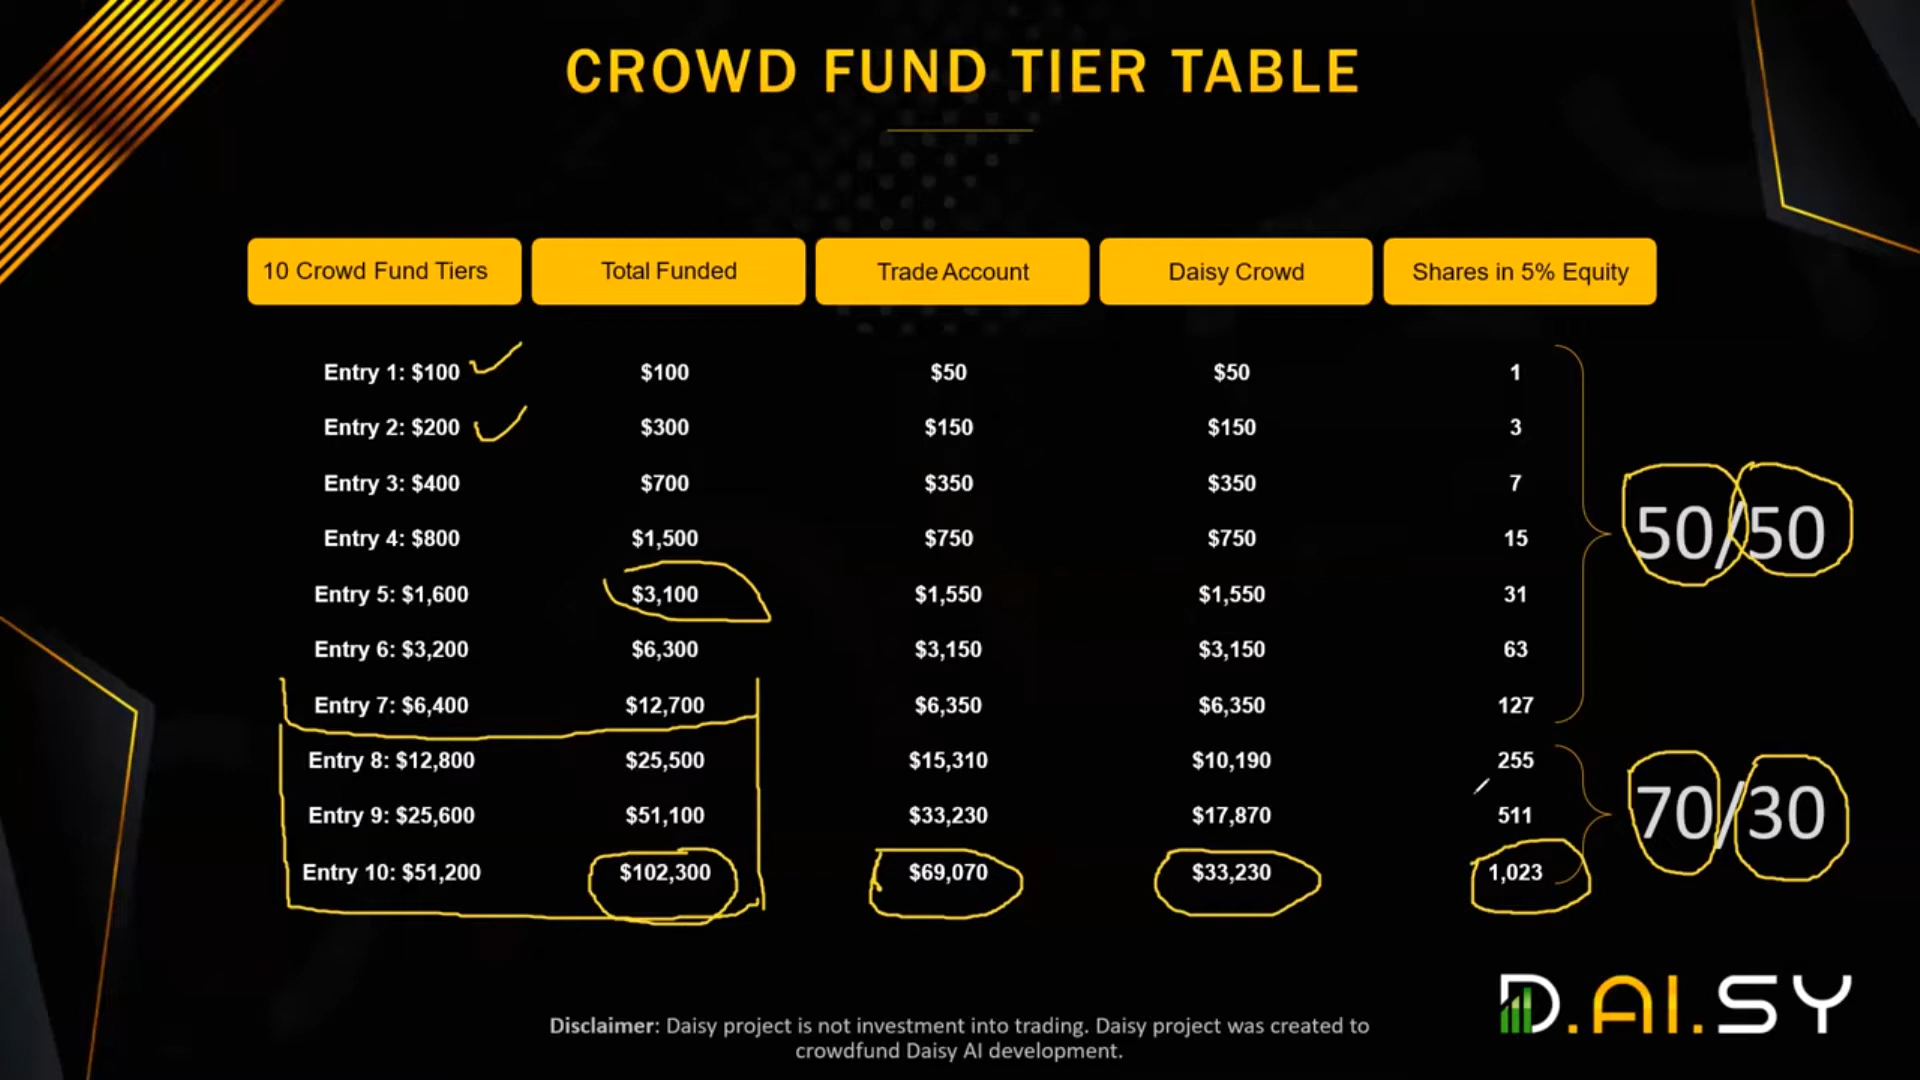 CROWD FUND TIER TABLE
10 Crowd Fund Tiers Total Funded Trade Account Daisy Crowd Shares in 5% Equity
Entry 1: $100 $100 $50 $50 1
Entry 2: $200 $300 $150 $150 3
Entry 3: $400 $700 $350 $350 7
Entry 4: $800 $1,500 $750 $750 15
50/50
Entry 5: $1,600 $3,100 $1,550 $1,550 31
Entry 6: $3,200 $6,300 $3,150 $3,150 63
Entry 7: $6,400 $12,700 $6,350 $6,350 127
Entry 8: $12,800 $25,500 $15,310 $10,190 255
Entry 9: $25,600 $51,100 $33,230 $17,870 511
70/30
Entry 10: $51,200 $102,300 $69,070 $33,230 1,023
D.AI.SY
Disclaimer: Daisy project is not investment into trading. Daisy project was created to
crowdfund Daisy AI development.